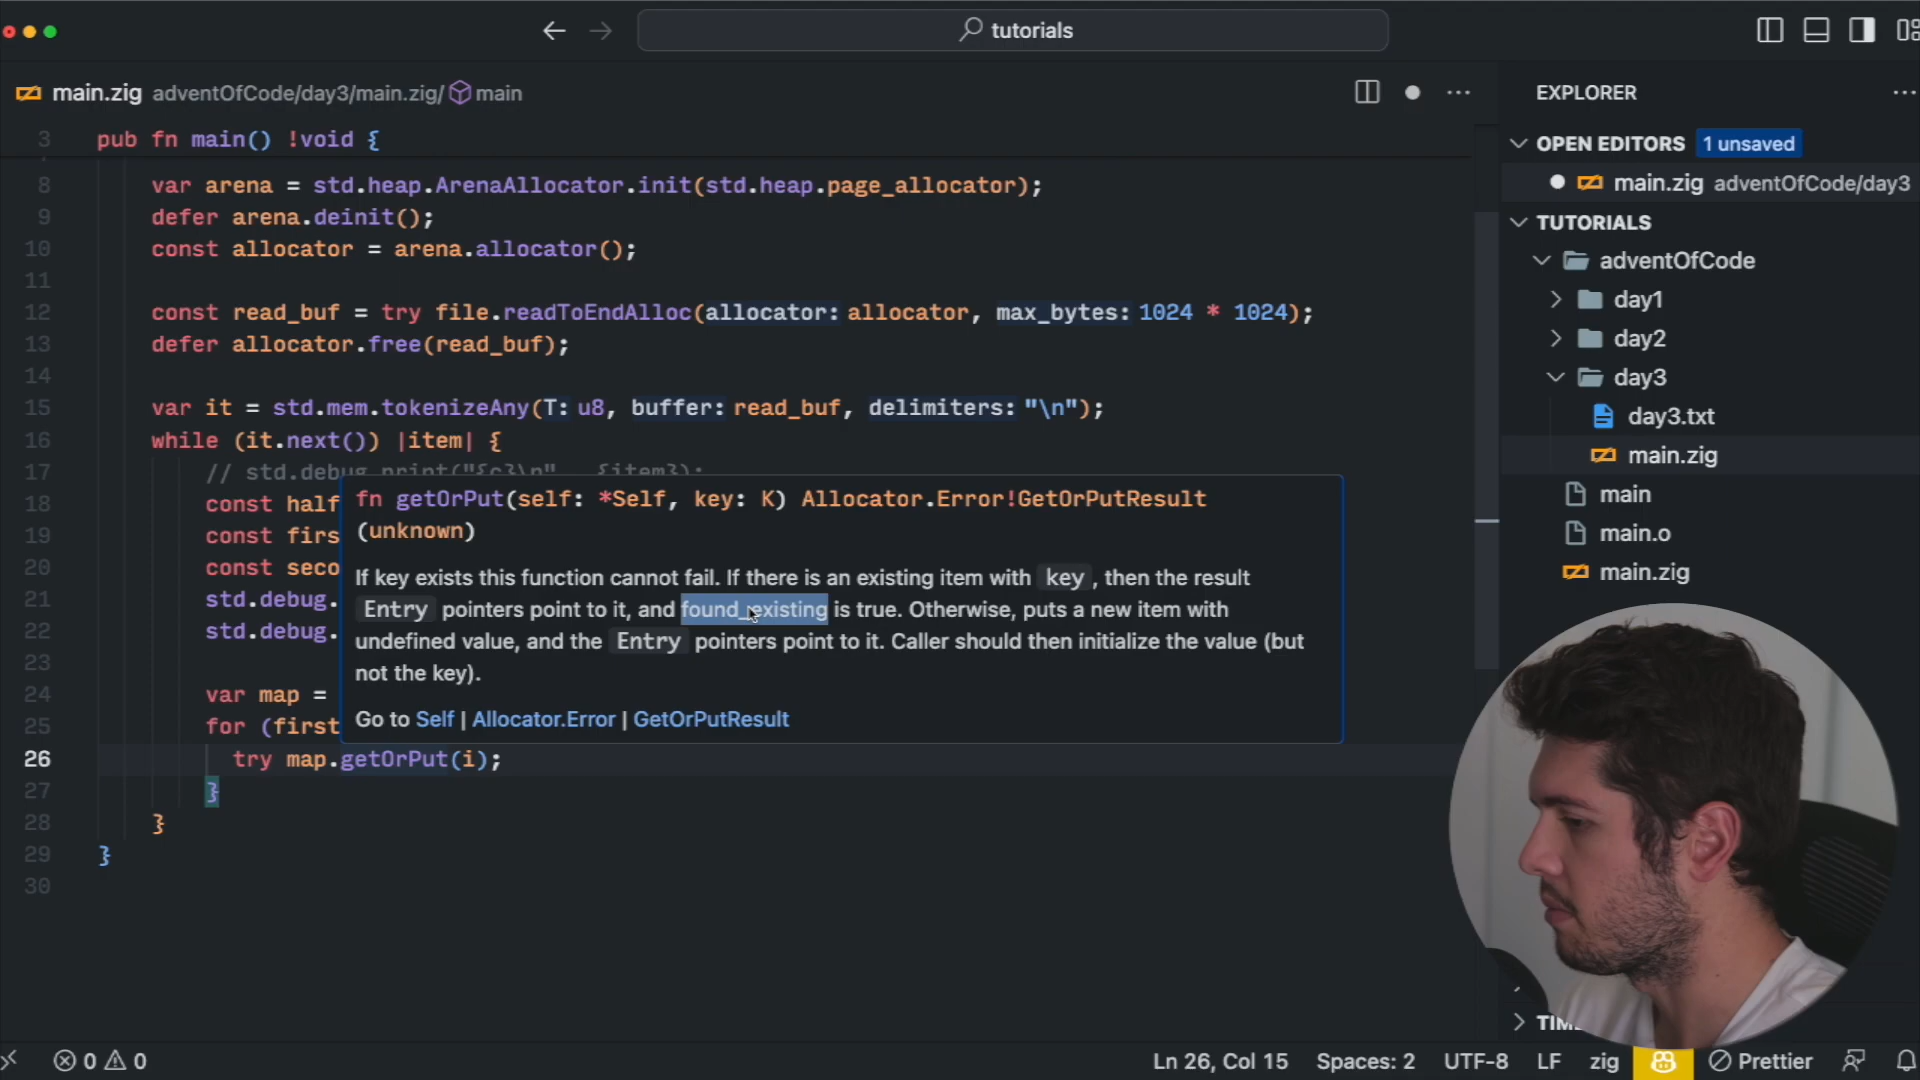 tutorials
main.zig adventOfCode/day3/main.zig/ main
EXPLORER
OPEN EDITORS 1 unsaved
main.zig adventOfCode/day3
TUTORIALS
adventOfCode
day1
day2
day3
day3.txt
main.zig
main
main.o
main.zig
3 pub fn main() !void {
8 var arena = std.heap.ArenaAllocator.init(std.heap.page_allocator);
9 defer arena.deinit();
10 const allocator = arena.allocator();
11
12 const read_buf = try file.readToEndAlloc(allocator: allocator, max_bytes: 1024 * 1024);
13 defer allocator.free(read_buf);
14
15 var it = std.mem.tokenizeAny(T: u8, buffer: read_buf, delimiters: "\n");
16 while (it.next()) |item| {
17 // std.debug.print("{c}\n", .{item});
18 const half
19 const firs
20 const seco
21 std.debug.
22 std.debug.
23
24 var map =
25 for (first
26 try map.getOrPut(i);
27 }
28 }
29 }
30
fn getOrPut(self: *Self, key: K) Allocator.Error!GetOrPutResult
(unknown)
If key exists this function cannot fail. If there is an existing item with key , then the result
Entry pointers point to it, and found_existing is true. Otherwise, puts a new item with
undefined value, and the Entry pointers point to it. Caller should then initialize the value (but
not the key).
Go to Self | Allocator.Error | GetOrPutResult
0 0
Ln 26, Col 15 Spaces: 2 UTF-8 LF zig Prettier